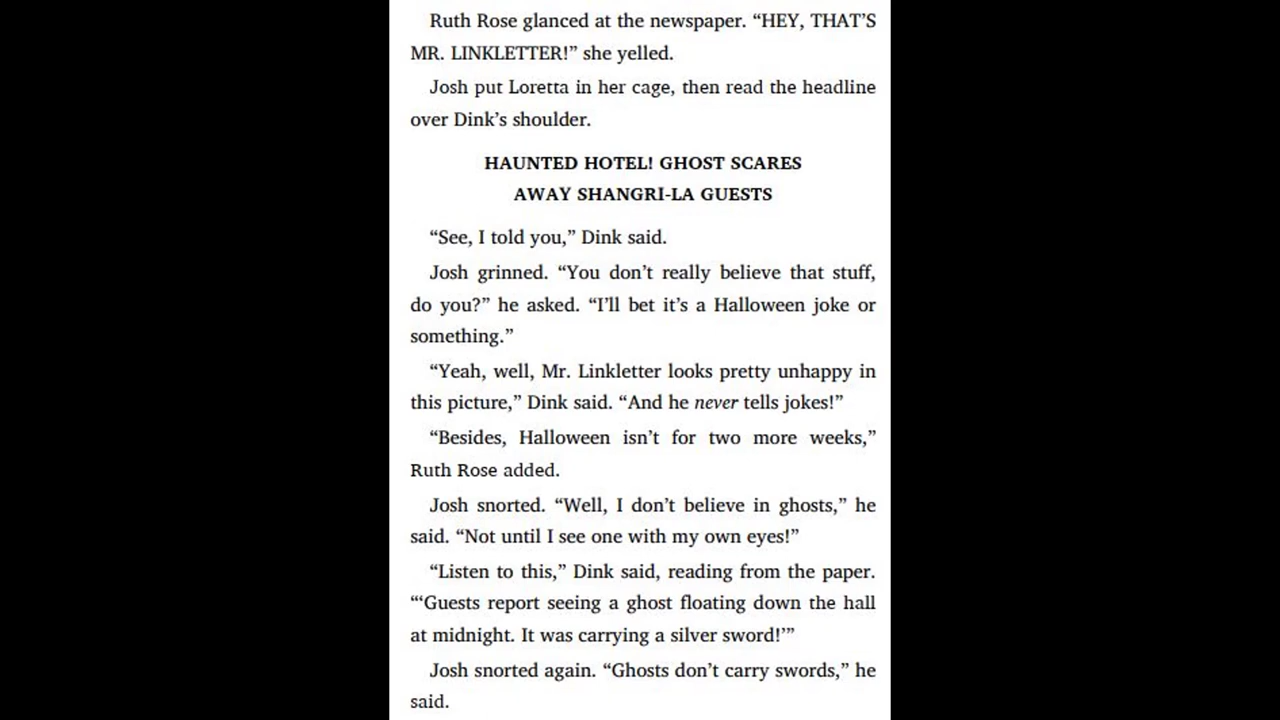 Ruth Rose glanced at the newspaper. “HEY, THAT’S
MR. LINKLETTER!” she yelled.
Josh put Loretta in her cage, then read the headline
over Dink’s shoulder.
HAUNTED HOTEL! GHOST SCARES
AWAY SHANGRI-LA GUESTS
“See, I told you,” Dink said.
Josh grinned. “You don’t really believe that stuff,
do you?” he asked. “I’ll bet it’s a Halloween joke or
something.”
“Yeah, well, Mr. Linkletter looks pretty unhappy in
this picture,” Dink said. “And he never tells jokes!”
“Besides, Halloween isn’t for two more weeks,”
Ruth Rose added.
Josh snorted. “Well, I don’t believe in ghosts,” he
said. “Not until I see one with my own eyes!”
“Listen to this,” Dink said, reading from the paper.
“‘Guests report seeing a ghost floating down the hall
at midnight. It was carrying a silver sword!’”
Josh snorted again. “Ghosts don’t carry swords,” he
said.